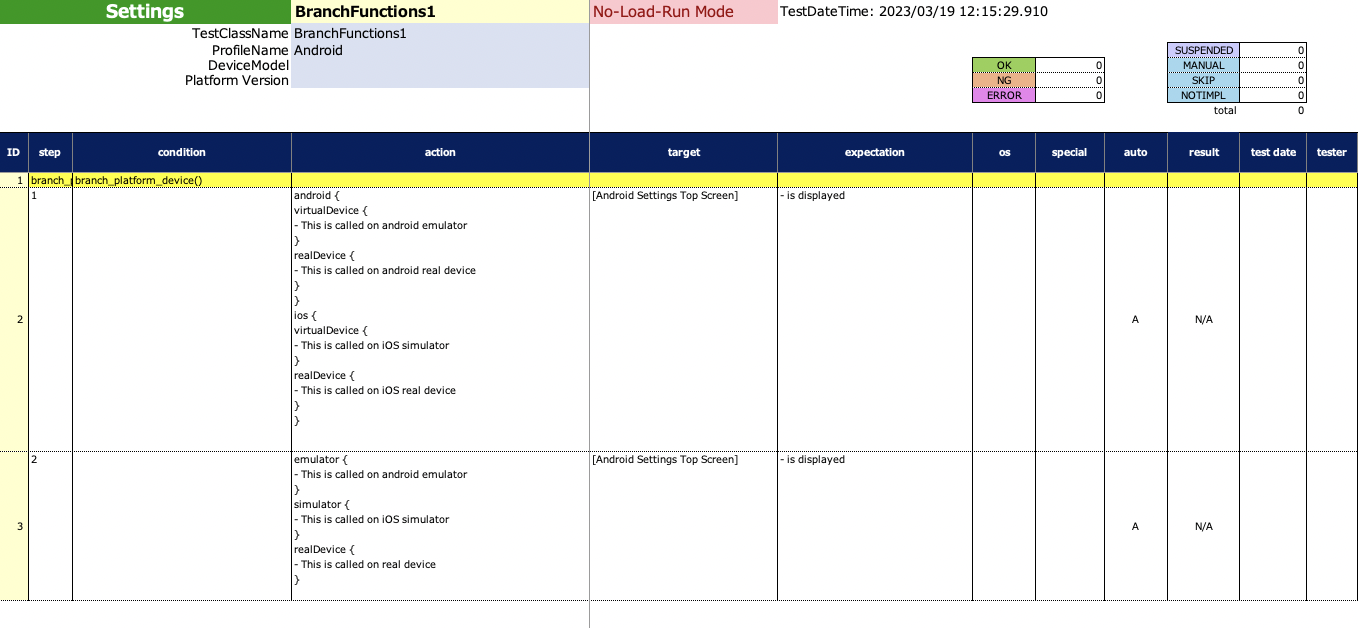 Settings BranchFunctions1 No-Load-Run Mode TestDateTime: 2023/03/19 12:15:29.910
TestClassName BranchFunctions1
ProfileName Android SUSPENDED 0
DeviceModel OK 0 MANUAL 0
Platform Version NG 0 SKIP 0
ERROR 0 NOTIMPL 0
total 0
ID step condition action target expectation os special auto result test date tester
1 branch_ branch_platform_device()
2 1 android { [Android Settings Top Screen] - is displayed A N/A
virtualDevice {
- This is called on android emulator
}
realDevice {
- This is called on android real device
}
}
ios {
virtualDevice {
- This is called on iOS simulator
}
realDevice {
- This is called on iOS real device
}
}
3 2 emulator { [Android Settings Top Screen] - is displayed A N/A
- This is called on android emulator
}
simulator {
- This is called on iOS simulator
}
realDevice {
- This is called on real device
}